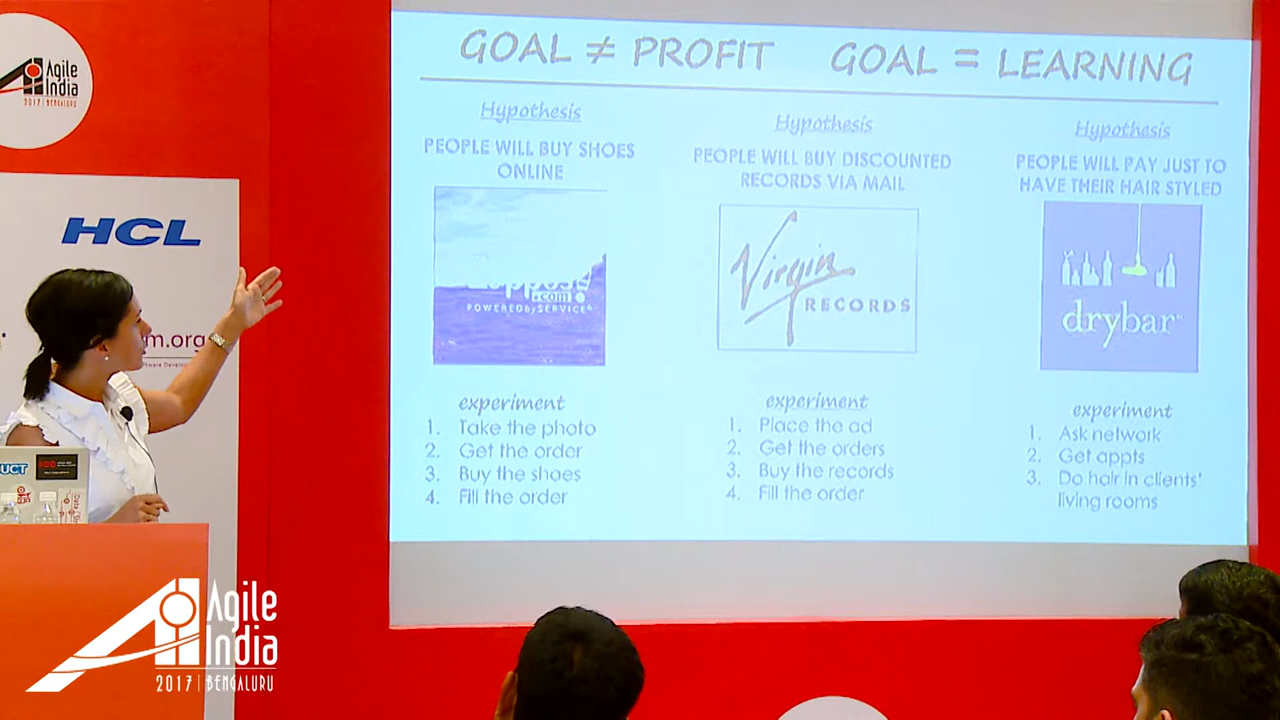 Agile
India
2017 | BENGALURU
HCL
GOAL ≠ PROFIT GOAL = LEARNING
Hypothesis
PEOPLE WILL BUY SHOES
ONLINE
.com
POWEREDbySERVICE
experiment
1. Take the photo
2. Get the order
3. Buy the shoes
4. Fill the order
Hypothesis
PEOPLE WILL BUY DISCOUNTED
RECORDS VIA MAIL
Virgin
RECORDS
experiment
1. Place the ad
2. Get the orders
3. Buy the records
4. Fill the order
Hypothesis
PEOPLE WILL PAY JUST TO
HAVE THEIR HAIR STYLED
drybar
experiment
1. Ask network
2. Get appts
3. Do hair in clients'
living rooms
m.org
UCT
Agile
India
2017 | BENGALURU